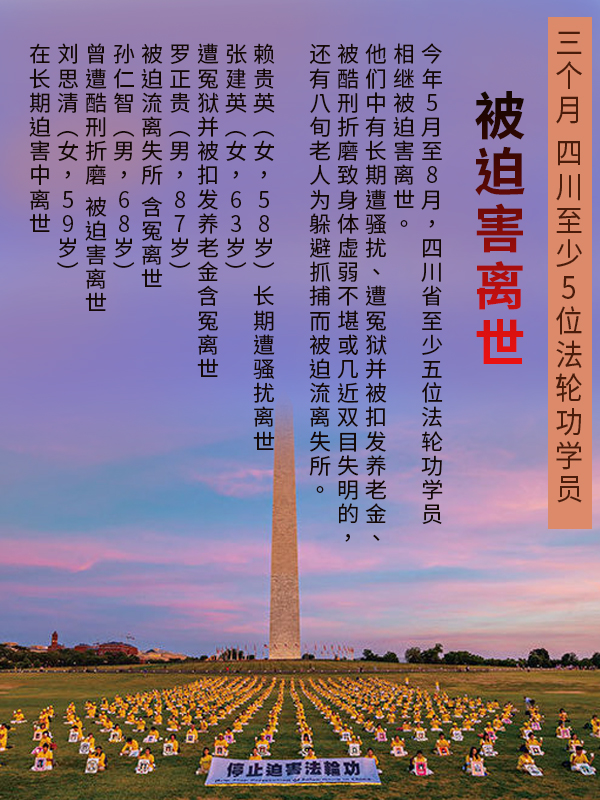 三个月 四川至少5位法轮功学员
被迫害离世
今年5月至8月，四川省至少五位法轮功学员
相继被迫害离世。
他们中有长期遭骚扰、遭冤狱并被扣发养老金、
被酷刑折磨致身体虚弱不堪或几近双目失明的，
还有八旬老人为躲避抓捕而被迫流离失所。
赖贵英（女，58岁） 长期遭骚扰离世
张建英（女，63岁）
遭冤狱并被扣发养老金含冤离世
罗正贵（男，87岁）
被迫流离失所 含冤离世
孙仁智（男，68岁）
曾遭酷刑折磨 被迫害离世
刘思清（女，59岁）
在长期迫害中离世
停止迫害法輪功